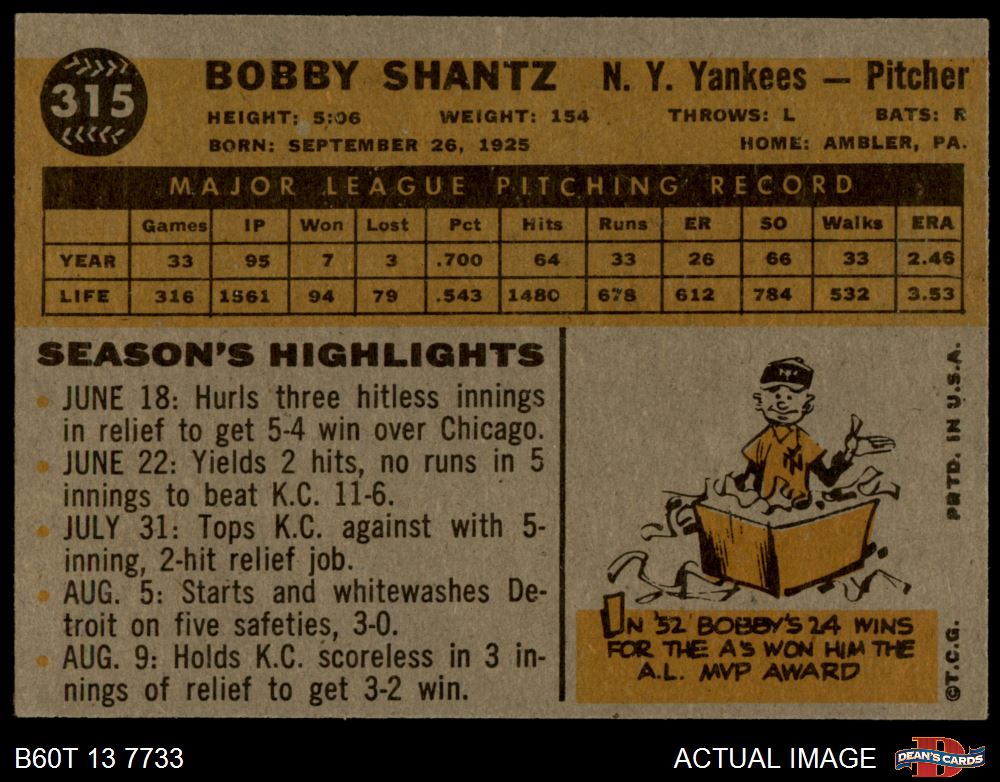 315
BOBBY SHANTZ N. Y. Yankees — Pitcher
HEIGHT: 5:06 WEIGHT: 154 THROWS: L BATS: R
BORN: SEPTEMBER 26, 1925 HOME: AMBLER, PA.
MAJOR LEAGUE PITCHING RECORD
Games IP Won Lost Pct Hits Runs ER SO Walks ERA
YEAR 33 95 7 3 .700 64 33 26 66 33 2.46
LIFE 316 1561 94 79 .543 1480 678 612 784 532 3.53
SEASON'S HIGHLIGHTS
• JUNE 18: Hurls three hitless innings
in relief to get 5-4 win over Chicago.
• JUNE 22: Yields 2 hits, no runs in 5
innings to beat K.C. 11-6.
• JULY 31: Tops K.C. against with 5-
inning, 2-hit relief job.
• AUG. 5: Starts and whitewashes De-
troit on five safeties, 3-0.
• AUG. 9: Holds K.C. scoreless in 3 in-
nings of relief to get 3-2 win.
NY
NY
IN '52 BOBBY'S 24 WINS
FOR THE A'S WON HIM THE
A.L. MVP AWARD
©T.C.G. PRTD. IN U.S.A.
B60T 13 7733 ACTUAL IMAGE
D
DEAN'S CARDS